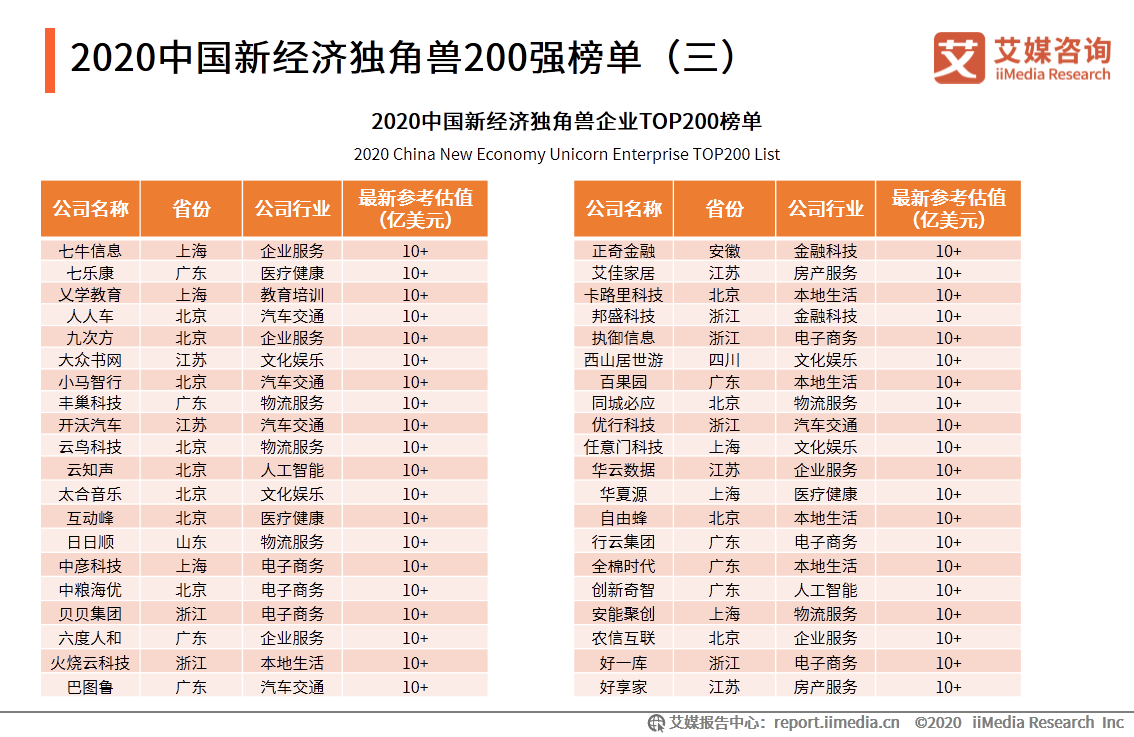 2020中国新经济独角兽200强榜单（三）
艾媒咨询
iiMedia Research
2020中国新经济独角兽企业TOP200榜单
2020 China New Economy Unicorn Enterprise TOP200 List
公司名称 省份 公司行业 最新参考估值（亿美元）
七牛信息 上海 企业服务 10+
七乐康 广东 医疗健康 10+
乂学教育 上海 教育培训 10+
人人车 北京 汽车交通 10+
九次方 北京 企业服务 10+
大众书网 江苏 文化娱乐 10+
小马智行 北京 汽车交通 10+
丰巢科技 广东 物流服务 10+
开沃汽车 江苏 汽车交通 10+
云鸟科技 北京 物流服务 10+
云知声 北京 人工智能 10+
太合音乐 北京 文化娱乐 10+
互动峰 北京 医疗健康 10+
日日顺 山东 物流服务 10+
中彦科技 上海 电子商务 10+
中粮海优 北京 电子商务 10+
贝贝集团 浙江 电子商务 10+
六度人和 广东 企业服务 10+
火烧云科技 浙江 本地生活 10+
巴图鲁 广东 汽车交通 10+
公司名称 省份 公司行业 最新参考估值（亿美元）
正奇金融 安徽 金融科技 10+
艾佳家居 江苏 房产服务 10+
卡路里科技 北京 本地生活 10+
邦盛科技 浙江 金融科技 10+
执御信息 浙江 电子商务 10+
西山居世游 四川 文化娱乐 10+
百果园 广东 本地生活 10+
同城必应 北京 物流服务 10+
优行科技 浙江 汽车交通 10+
任意门科技 上海 文化娱乐 10+
华云数据 江苏 企业服务 10+
华夏源 上海 医疗健康 10+
自由蜂 北京 本地生活 10+
行云集团 广东 电子商务 10+
全棉时代 广东 本地生活 10+
创新奇智 广东 人工智能 10+
安能聚创 上海 物流服务 10+
农信互联 北京 企业服务 10+
好一库 浙江 电子商务 10+
好享家 江苏 房产服务 10+
艾媒报告中心：report.iimedia.cn ©2020 iiMedia Research Inc